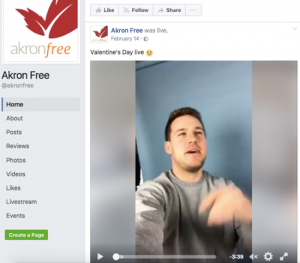 Like Follow Share ...
akronfree
Akron Free was live.
February 14 ·
Valentine's Day live
Akron Free
@akronfree
Home
About
Posts
Reviews
Photos
Videos
Likes
Livestream
Events
Create a Page
-3:39